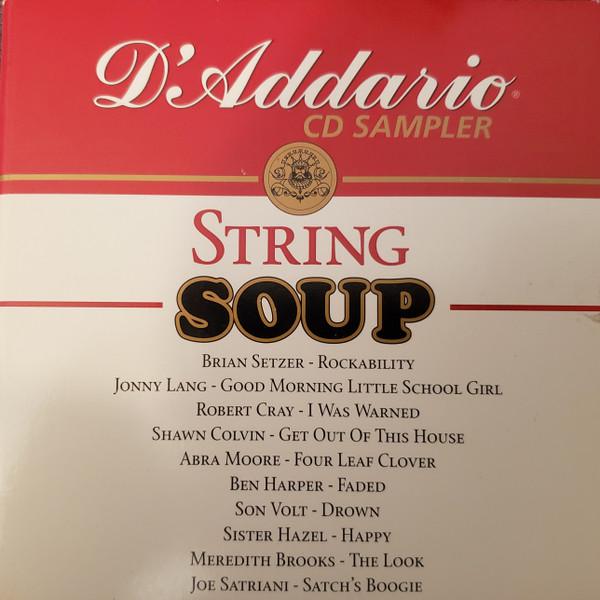 D'Addario®
CD SAMPLER
STRING
SOUP
BRIAN SETZER - ROCKABILITY
JONNY LANG - GOOD MORNING LITTLE SCHOOL GIRL
ROBERT CRAY - I WAS WARNED
SHAWN COLVIN - GET OUT OF THIS HOUSE
ABRA MOORE - FOUR LEAF CLOVER
BEN HARPER - FADED
SON VOLT - DROWN
SISTER HAZEL - HAPPY
MEREDITH BROOKS - THE LOOK
JOE SATRIANI - SATCH'S BOOGIE